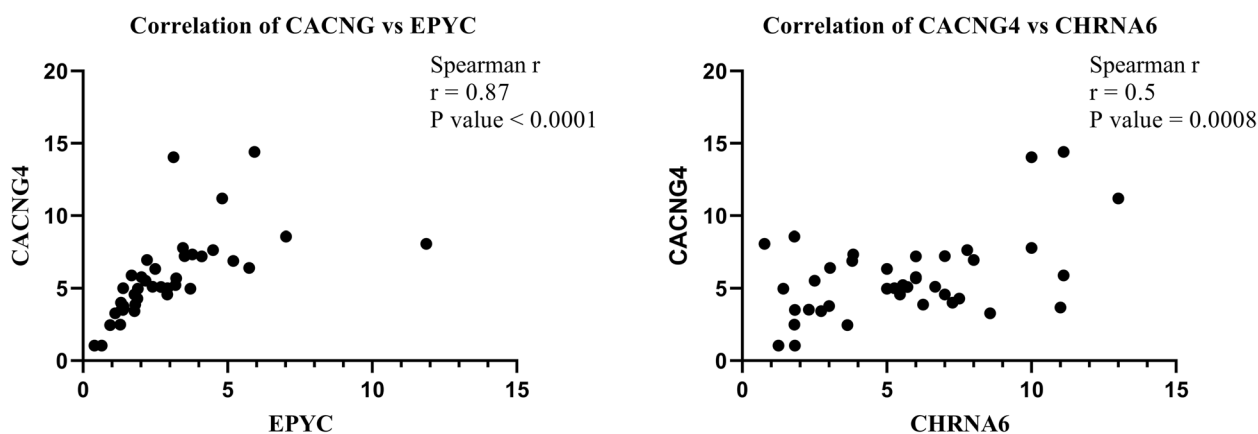 Correlation of CACNG vs EPYC
Spearman r
r = 0.87
P value < 0.0001
20
15
10
5
0
CACNG4
0 5 10 15
EPYC
Correlation of CACNG4 vs CHRNA6
Spearman r
r = 0.5
P value = 0.0008
20
15
10
5
0
CACNG4
0 5 10 15
CHRNA6